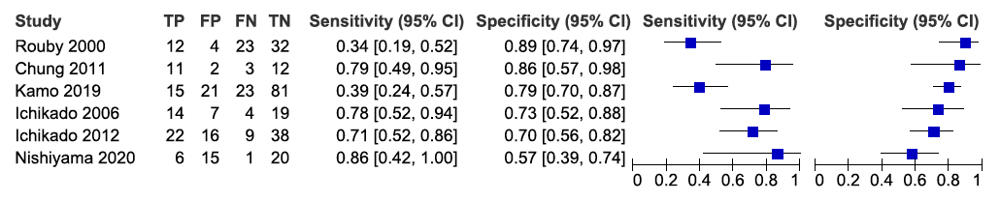 Study TP FP FN TN Sensitivity (95% CI) Specificity (95% CI) Sensitivity (95% CI) Specificity (95% CI)
Rouby 2000 12 4 23 32 0.34 [0.19, 0.52] 0.89 [0.74, 0.97]
Chung 2011 11 2 3 12 0.79 [0.49, 0.95] 0.86 [0.57, 0.98]
Kamo 2019 15 21 23 81 0.39 [0.24, 0.57] 0.79 [0.70, 0.87]
Ichikado 2006 14 7 4 19 0.78 [0.52, 0.94] 0.73 [0.52, 0.88]
Ichikado 2012 22 16 9 38 0.71 [0.52, 0.86] 0.70 [0.56, 0.82]
Nishiyama 2020 6 15 1 20 0.86 [0.42, 1.00] 0.57 [0.39, 0.74]
0 0.2 0.4 0.6 0.8 1 0 0.2 0.4 0.6 0.8 1